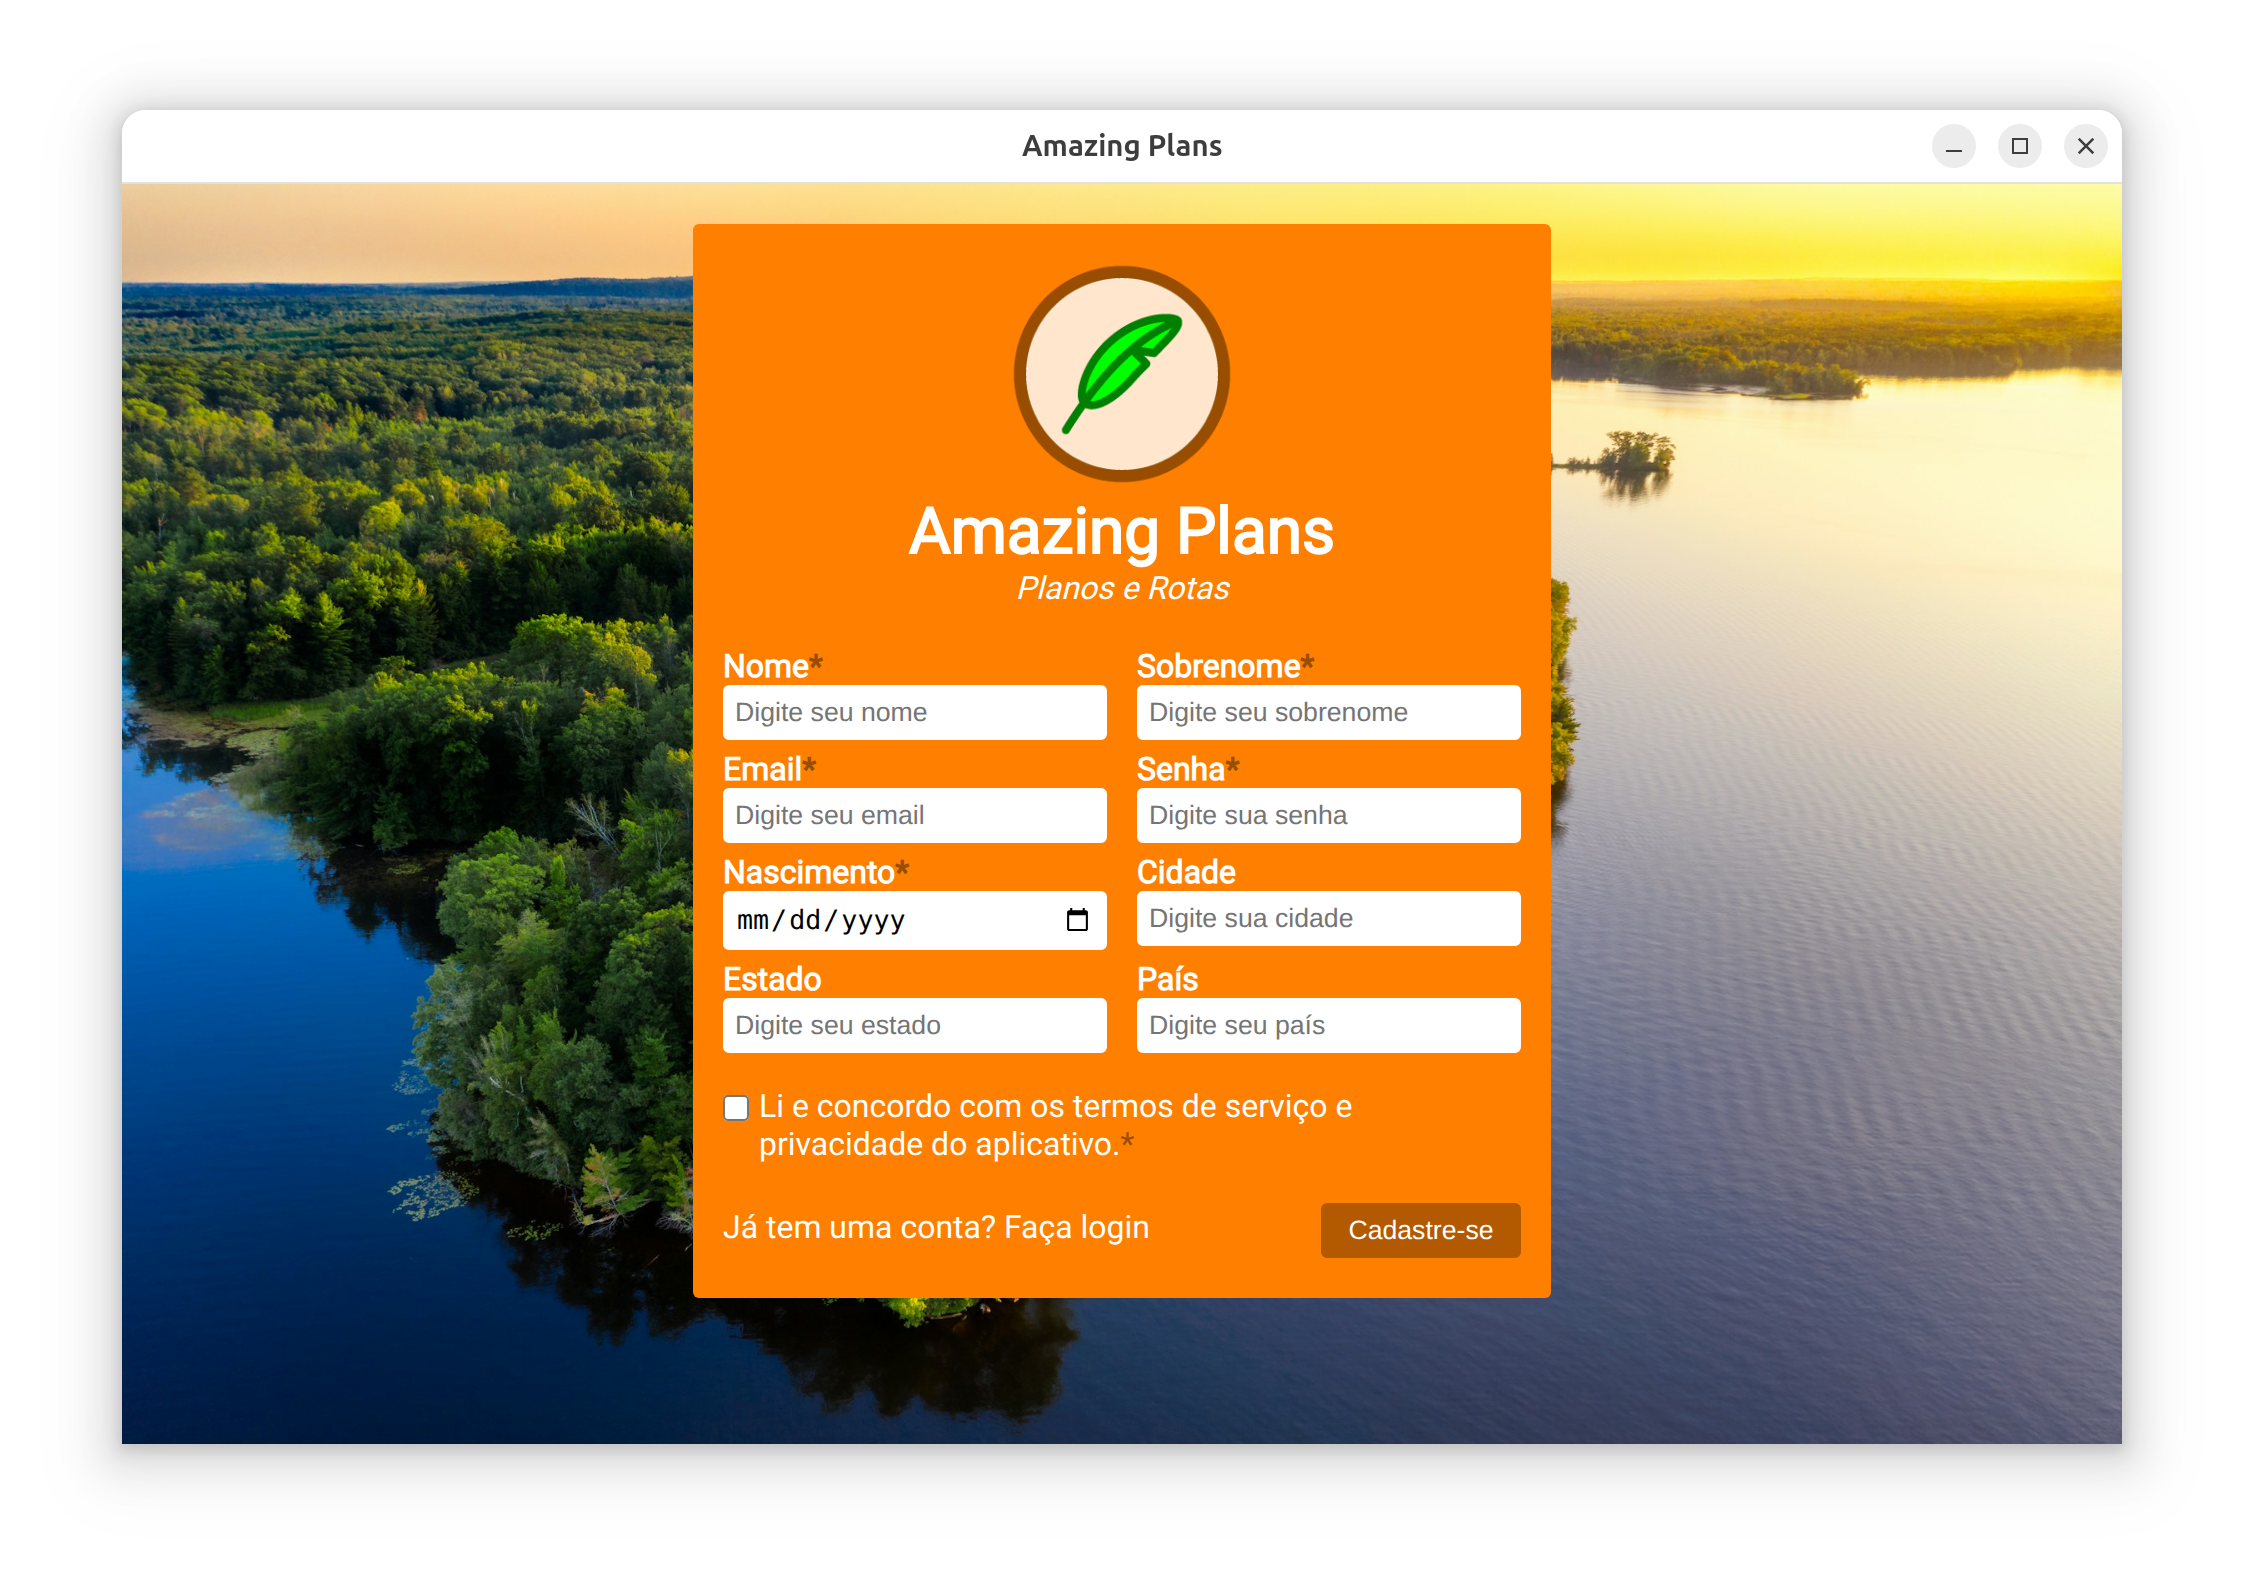 Amazing Plans
Amazing Plans
Planos e Rotas
Nome* Sobrenome*
Digite seu nome Digite seu sobrenome
Email* Senha*
Digite seu email Digite sua senha
Nascimento* Cidade
mm/dd/yyyy Digite sua cidade
Estado País
Digite seu estado Digite seu país
Li e concordo com os termos de serviço e
privacidade do aplicativo.*
Já tem uma conta? Faça login Cadastre-se